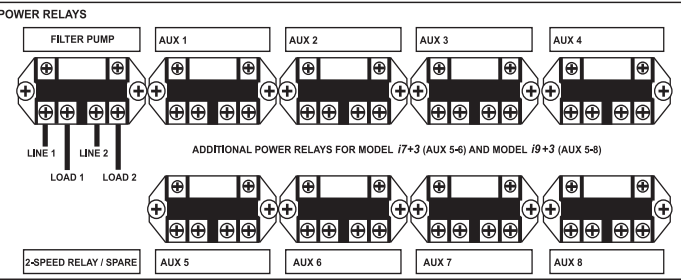 POWER RELAYS
FILTER PUMP
AUX 1
AUX 2
AUX 3
AUX 4
LINE 1
LINE 2
LOAD 1
LOAD 2
ADDITIONAL POWER RELAYS FOR MODEL i7+3 (AUX 5-6) AND MODEL i9+3 (AUX 5-8)
2-SPEED RELAY / SPARE
AUX 5
AUX 6
AUX 7
AUX 8